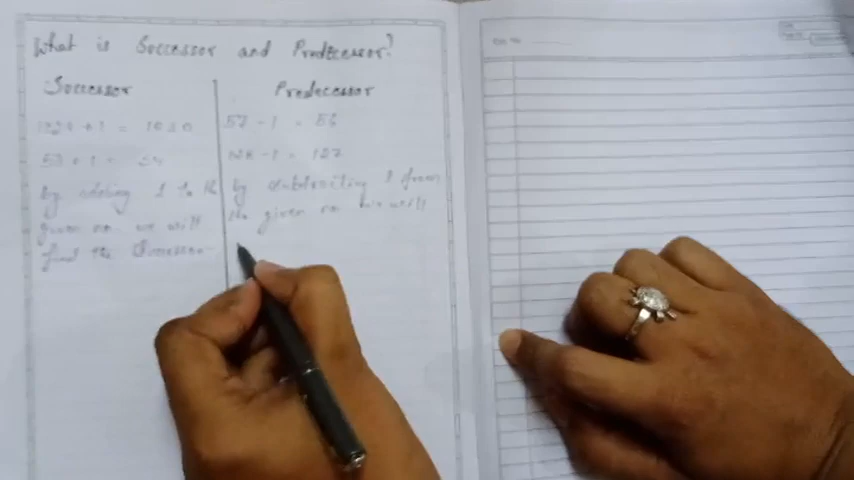 What is Successor and Predecessor?
Successor
1029 + 1 = 1030
53 + 1 = 54
by adding 1 to th
given no we will
find the Successor
Predecessor
57 - 1 = 56
128 - 1 = 127
by substracting 1 from
the given no we will